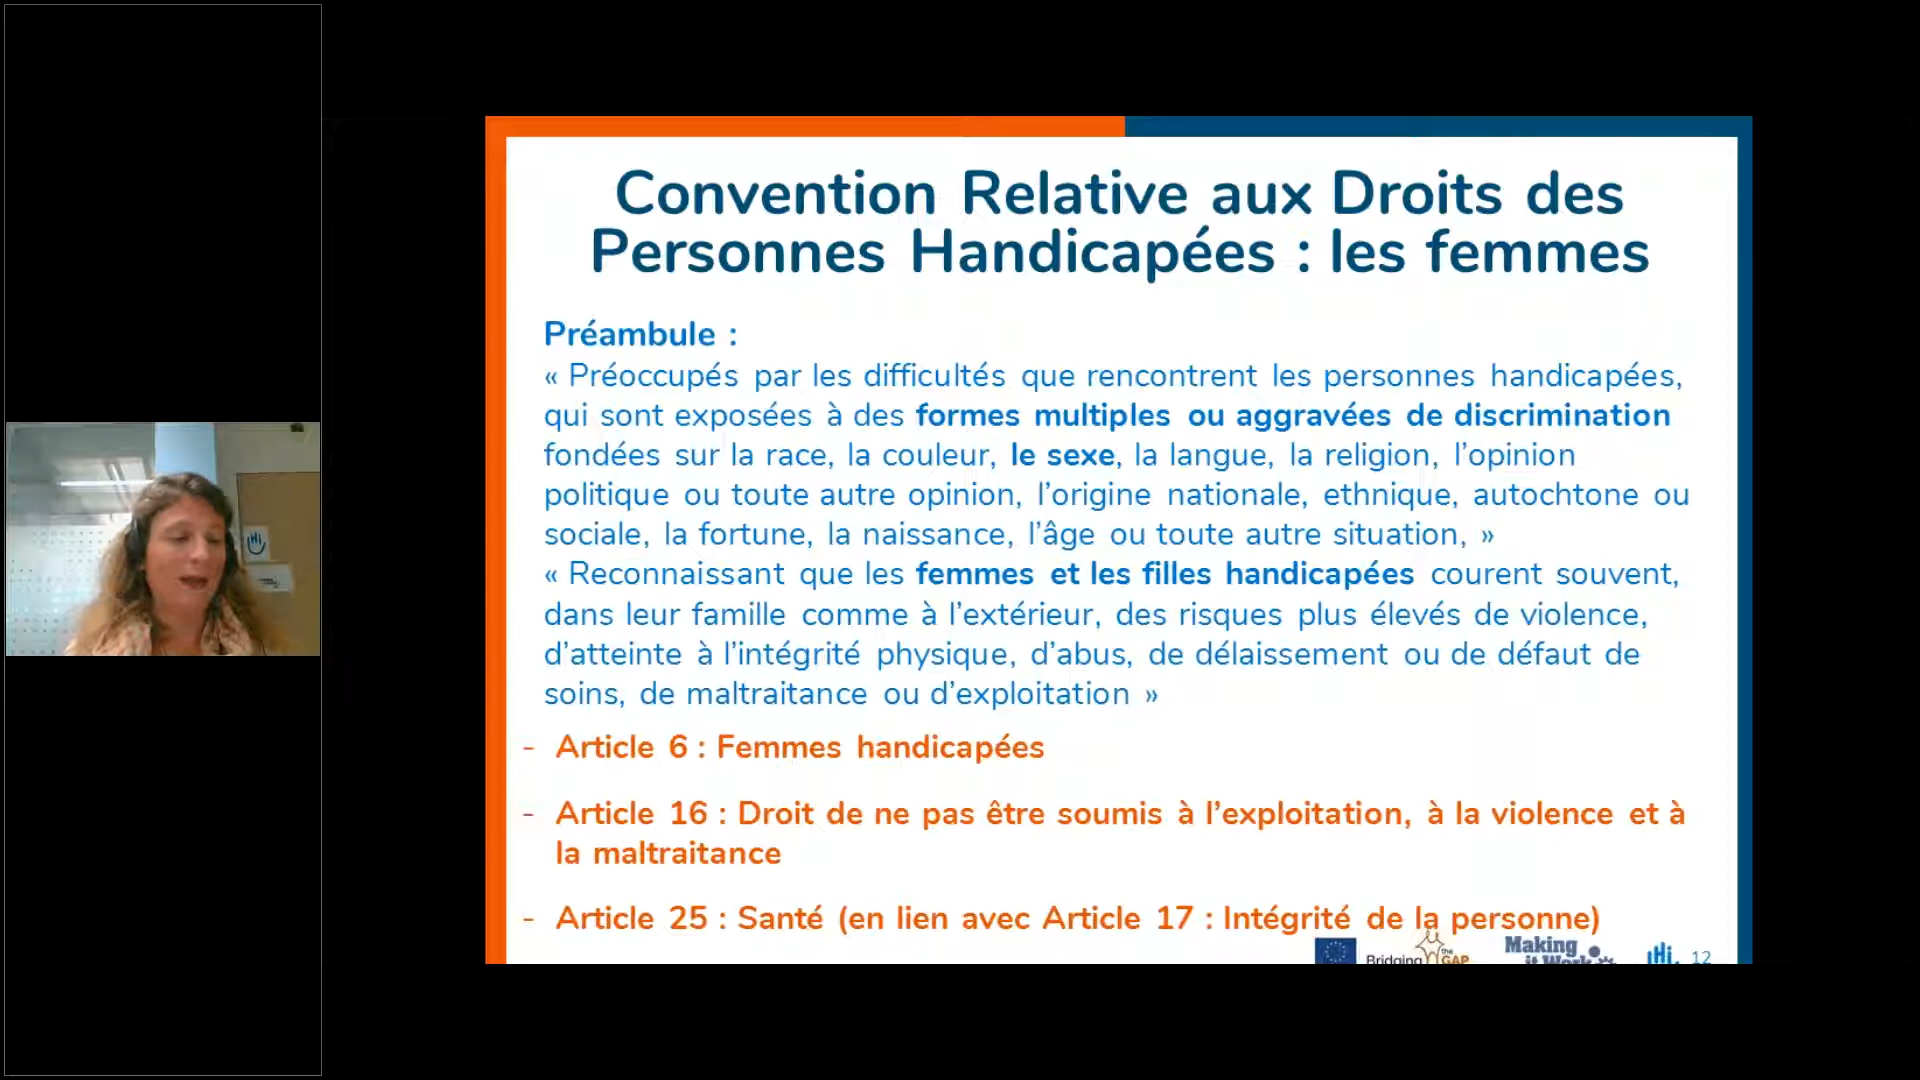 Convention Relative aux Droits des
Personnes Handicapées : les femmes
Préambule :
« Préoccupés par les difficultés que rencontrent les personnes handicapées,
qui sont exposées à des formes multiples ou aggravées de discrimination
fondées sur la race, la couleur, le sexe, la langue, la religion, l’opinion
politique ou toute autre opinion, l’origine nationale, ethnique, autochtone ou
sociale, la fortune, la naissance, l’âge ou toute autre situation, »
« Reconnaissant que les femmes et les filles handicapées courent souvent,
dans leur famille comme à l’extérieur, des risques plus élevés de violence,
d’atteinte à l’intégrité physique, d’abus, de délaissement ou de défaut de
soins, de maltraitance ou d’exploitation »
- Article 6 : Femmes handicapées
- Article 16 : Droit de ne pas être soumis à l’exploitation, à la violence et à
la maltraitance
- Article 25 : Santé (en lien avec Article 17 : Intégrité de la personne)
Bridging the GAP
Making it Work
Hi
12